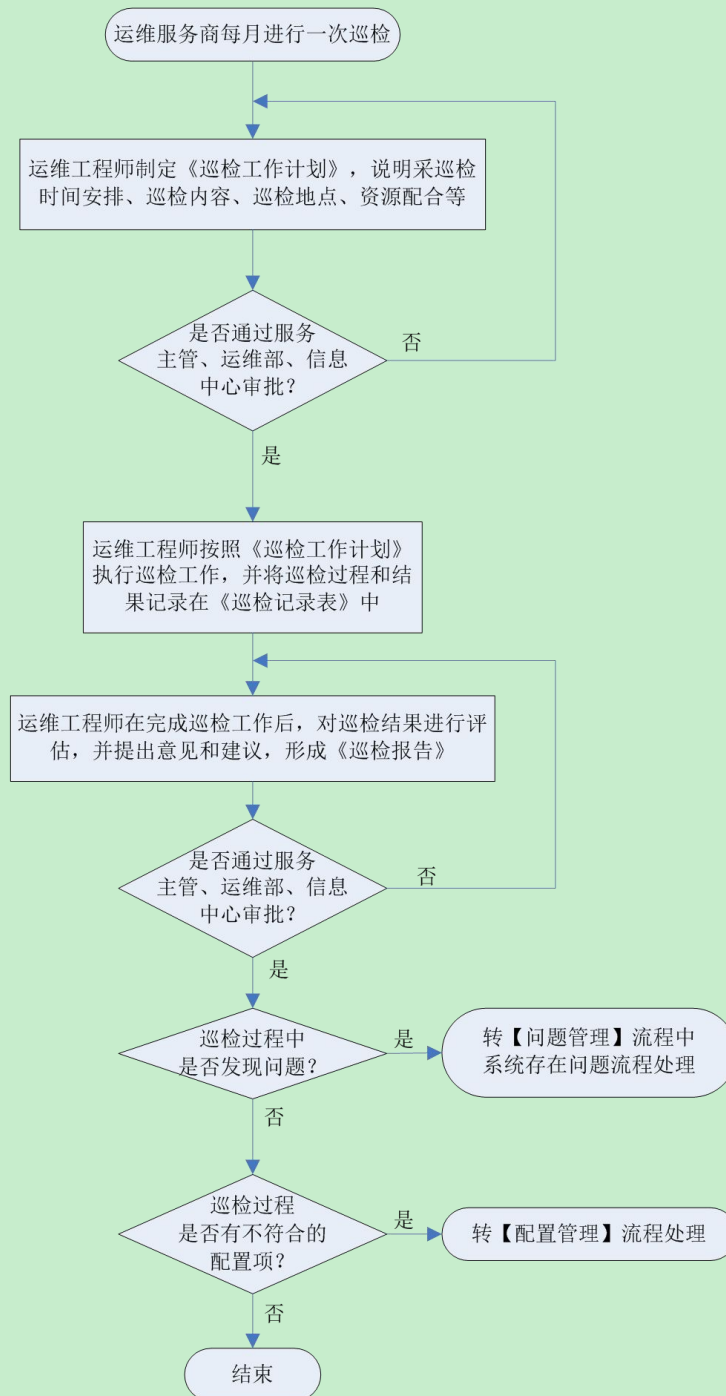 运维服务商每月进行一次巡检
运维工程师制定《巡检工作计划》，说明采巡检
时间安排、巡检内容、巡检地点、资源配合等
是否通过服务
主管、运维部、信息
中心审批？
否
是
运维工程师按照《巡检工作计划》
执行巡检工作，并将巡检过程和结
果记录在《巡检记录表》中
运维工程师在完成巡检工作后，对巡检结果进行评
估，并提出意见和建议，形成《巡检报告》
是否通过服务
主管、运维部、信息
中心审批？
否
是
巡检过程中
是否发现问题？
是
转【问题管理】流程中
系统存在问题流程处理
否
巡检过程
是否有不符合的
配置项？
是
转【配置管理】流程处理
否
结束